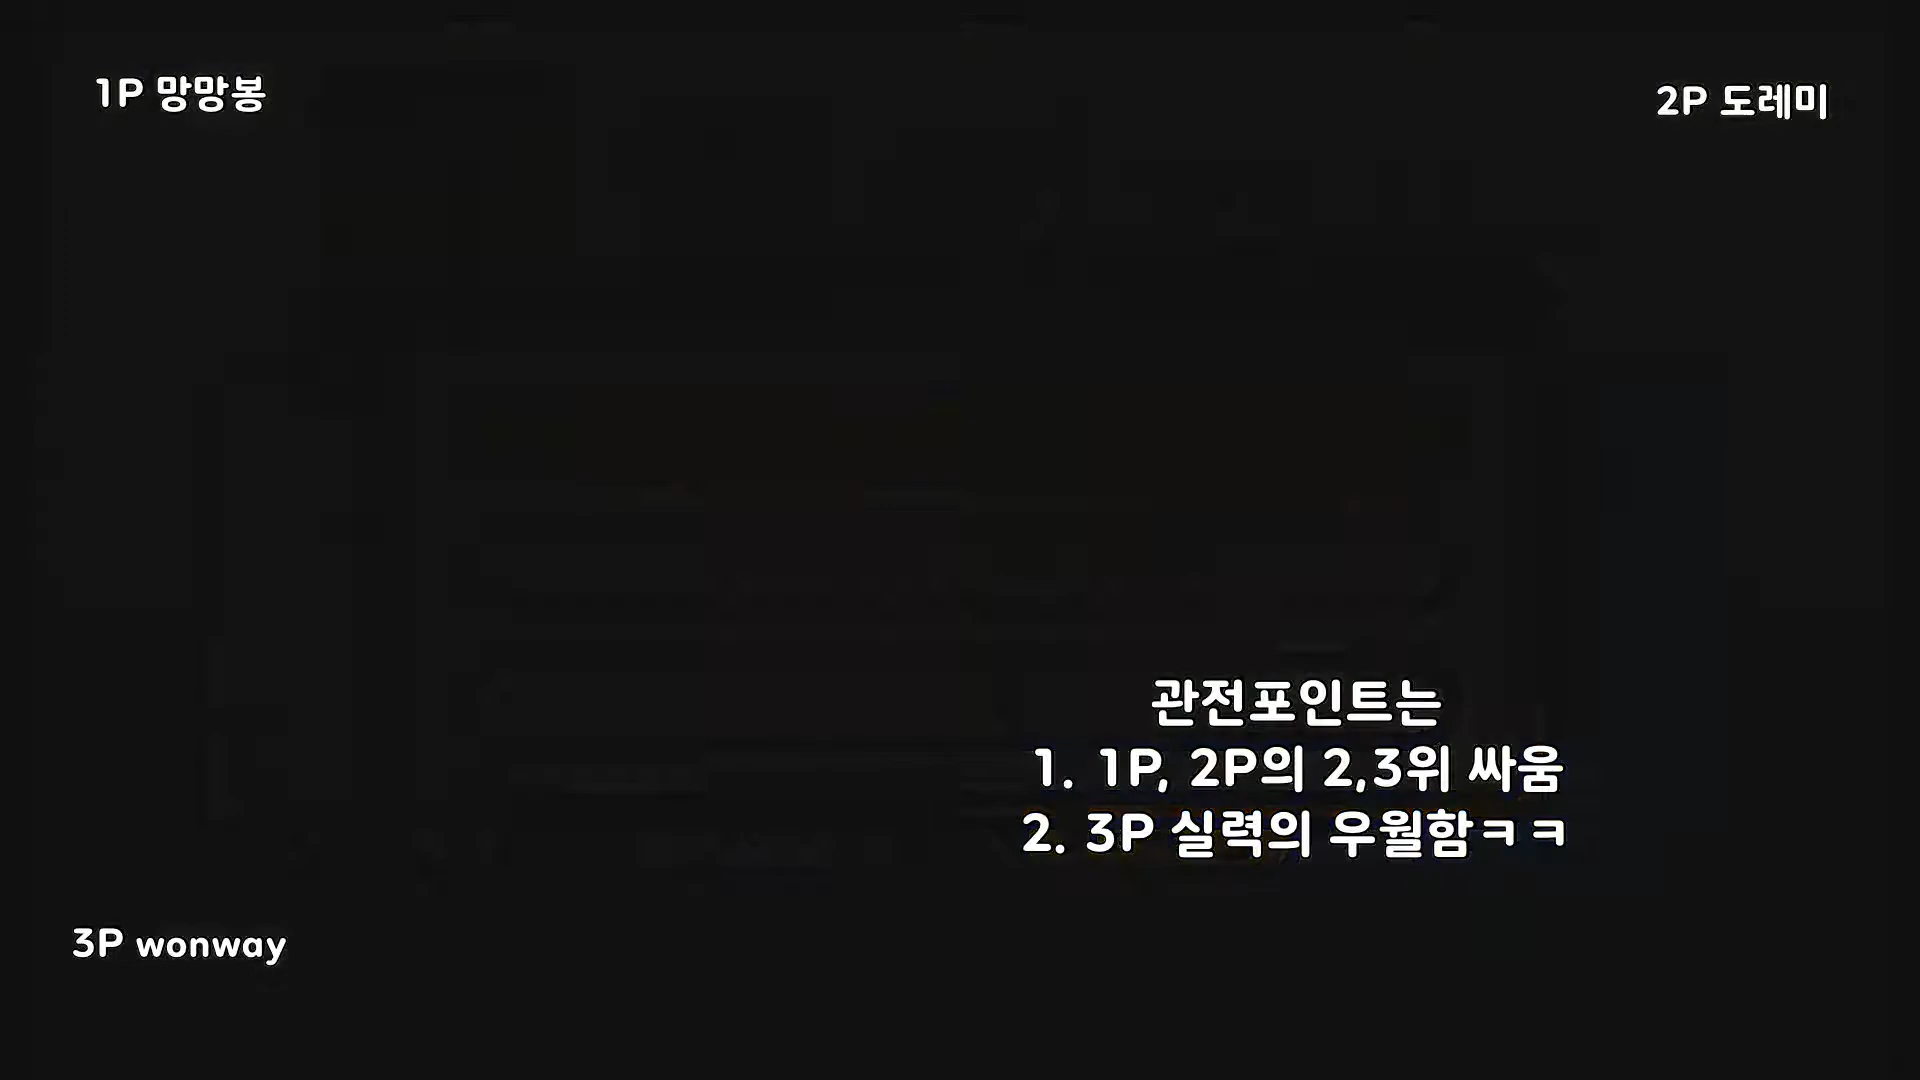 1P 망망봉
2P 도레미
관전포인트는
1. 1P, 2P의 2,3위 싸움
2. 3P 실력의 우월함ㅋㅋ
3P wonway